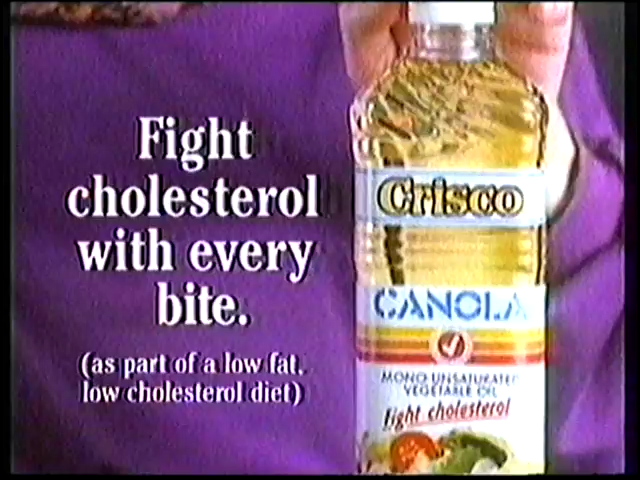 Fight
cholesterol
with every
bite.
(as part of a low fat,
low cholesterol diet)
Crisco
CANOLA
MONO-UNSATURATED
VEGETABLE OIL
Fight cholesterol